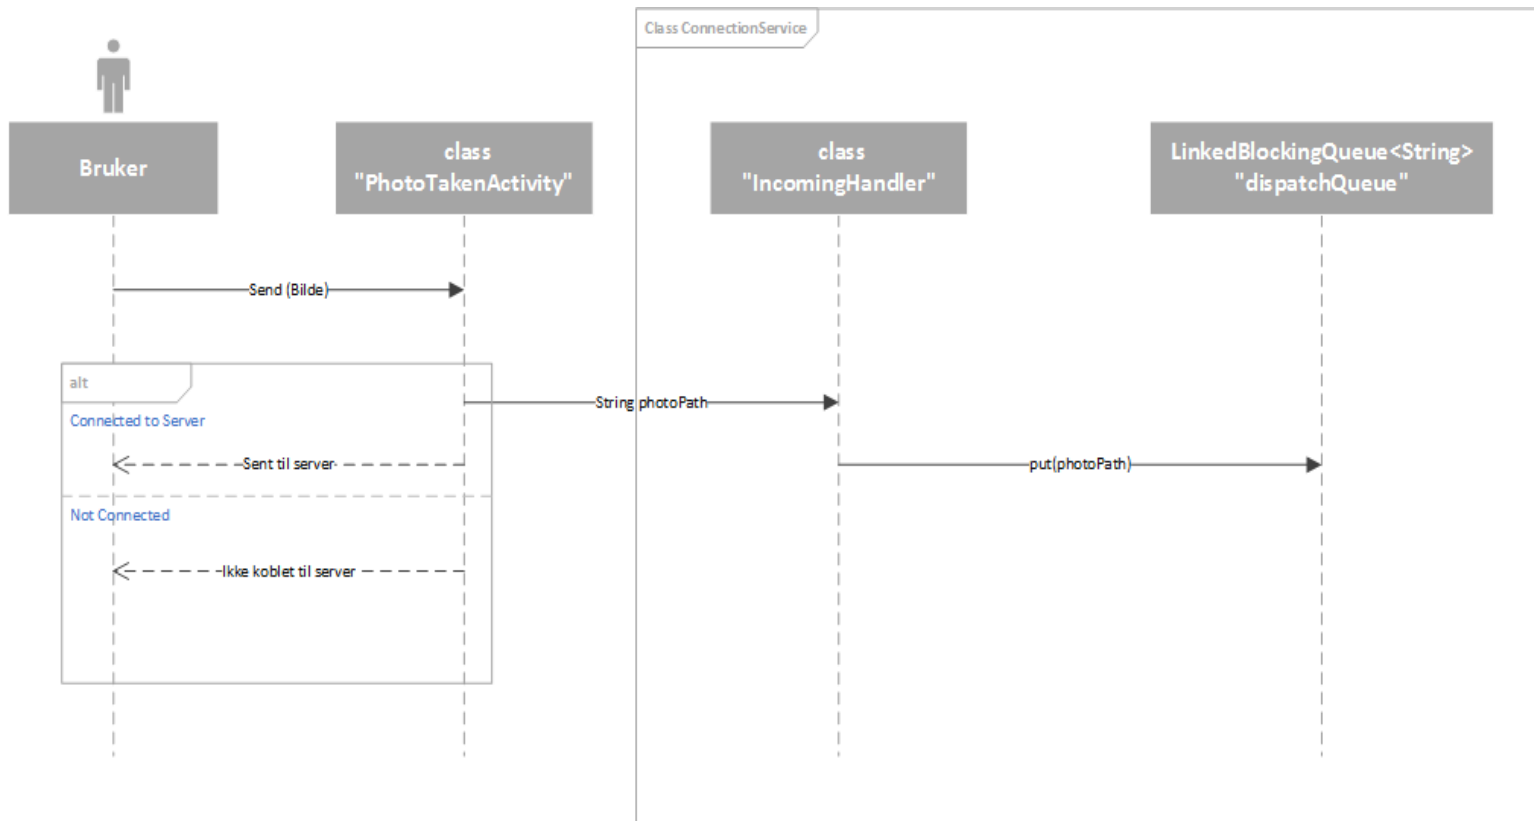 Class ConnectionService
Bruker
class
"PhotoTakenActivity"
class
"IncomingHandler"
LinkedBlockingQueue<String>
"dispatchQueue"
Send (Bilde)
alt
String photoPath
Connected to Server
Sent til server
put(photoPath)
Not Connected
Ikke koblet til server